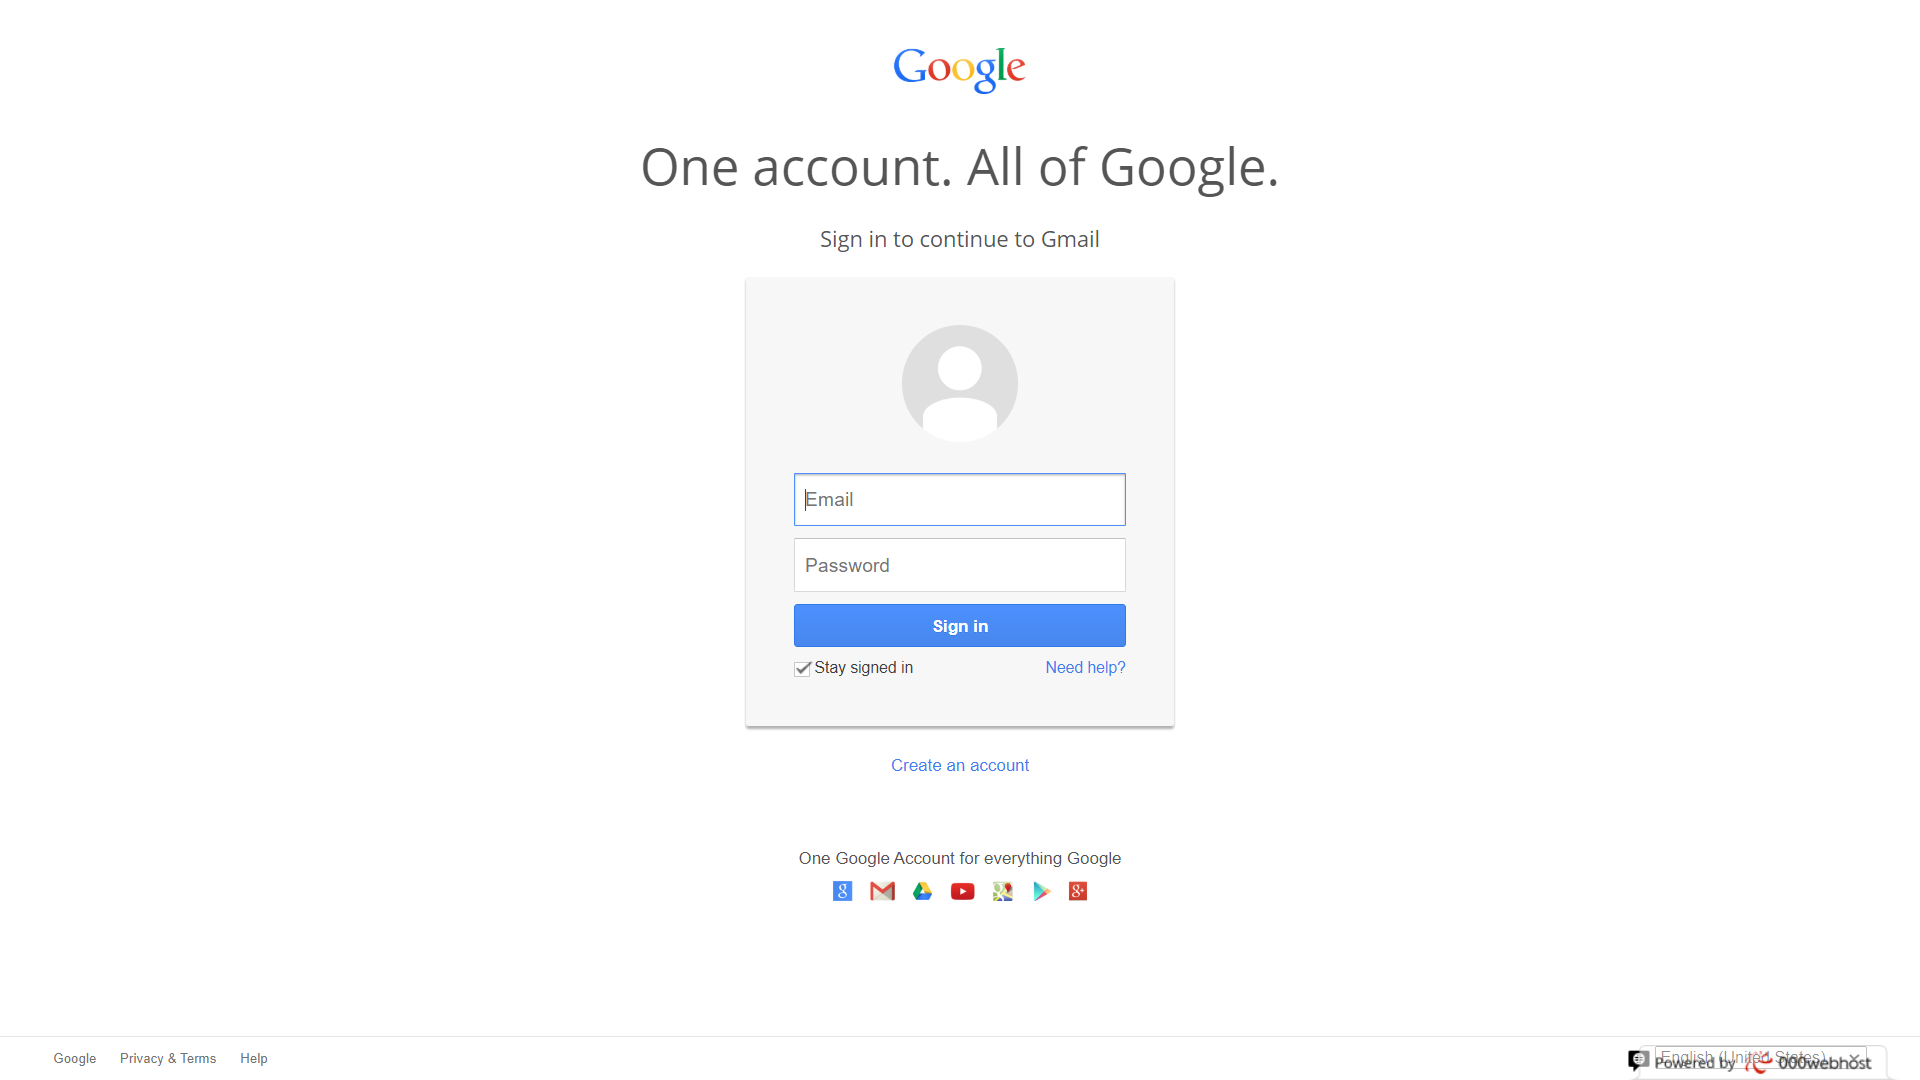 Google
One account. All of Google.
Sign in to continue to Gmail
Email
Password
Sign in
Stay signed in
Need help?
Create an account
One Google Account for everything Google
Google
Privacy & Terms
Help
English (United States)
Powered by 000webhost